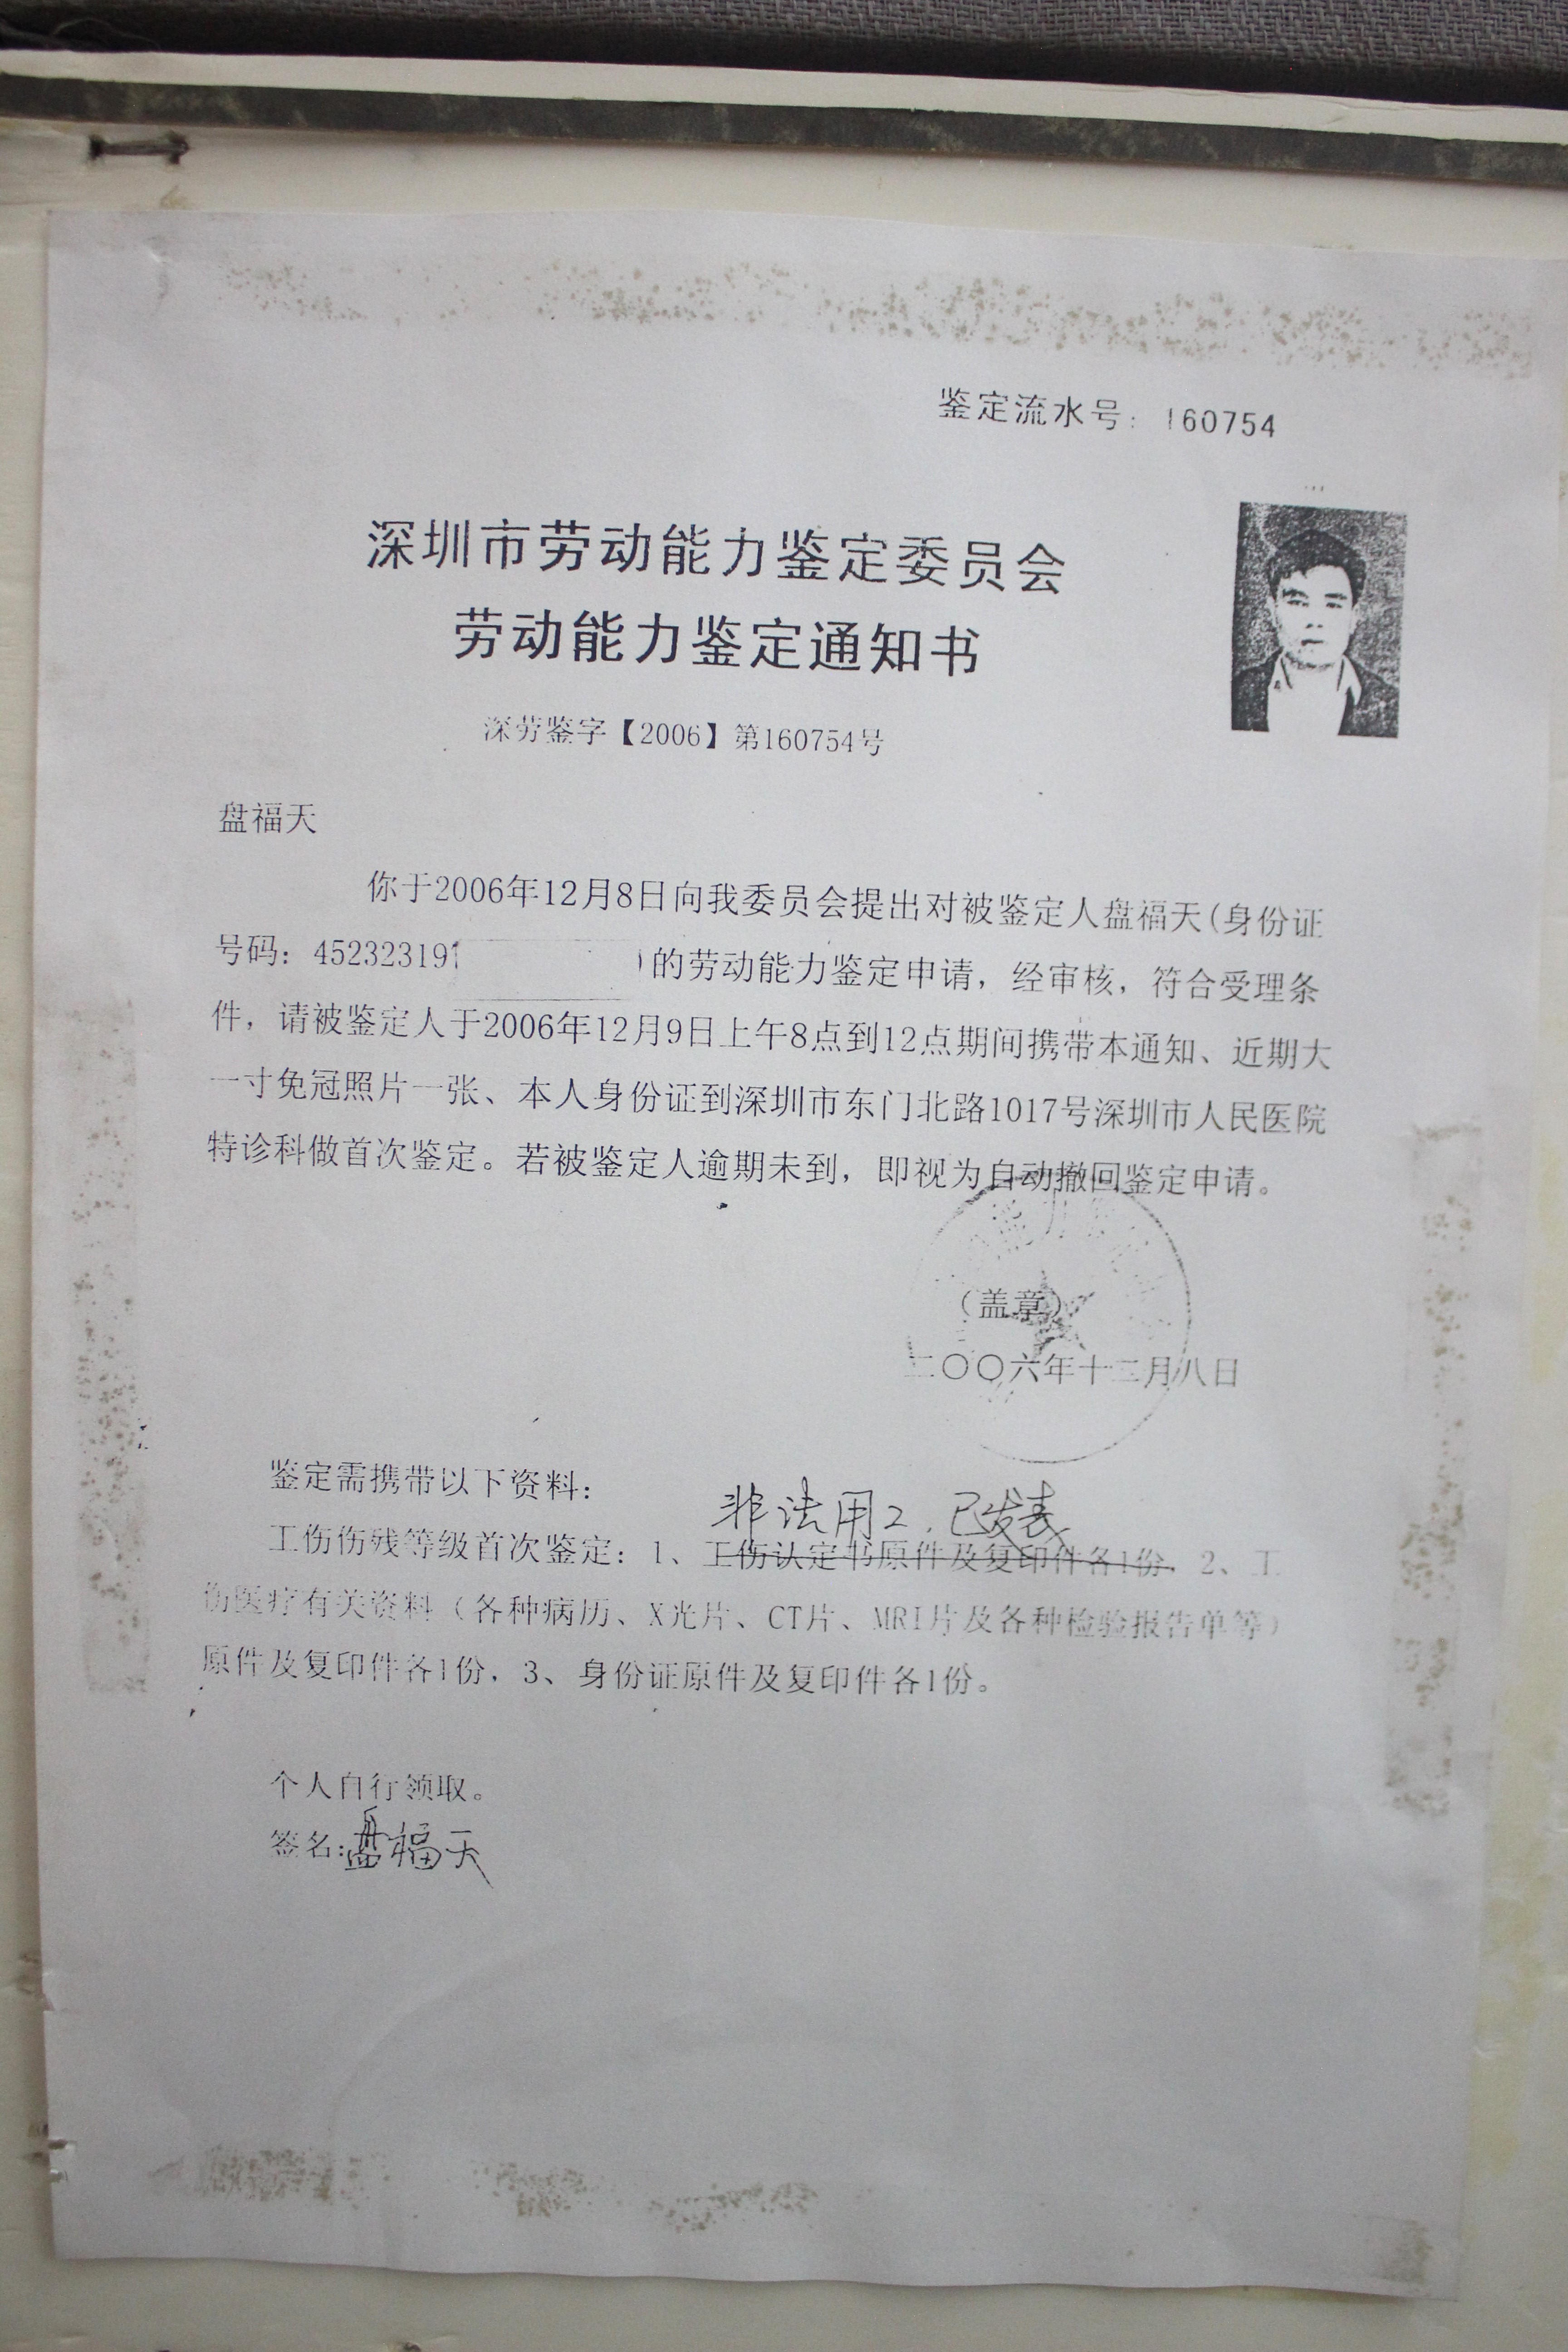 鉴定流水号：160754
深圳市劳动能力鉴定委员会
劳动能力鉴定通知书
深劳鉴字【2006】第160754号
盘福天
你于2006年12月8日向我委员会提出对被鉴定人盘福天(身份证
号码：45232319 )的劳动能力鉴定申请，经审核，符合受理条
件，请被鉴定人于2006年12月9日上午8点到12点期间携带本通知、近期大
一寸免冠照片一张、本人身份证到深圳市东门北路1017号深圳市人民医院
特诊科做首次鉴定。若被鉴定人逾期未到，即视为自动撤回鉴定申请。
（盖章）
二〇〇六年十二月八日
鉴定需携带以下资料：
非法用工，已发表
工伤伤残等级首次鉴定：1、工伤认定书原件及复印件各1份，2、工
伤医疗有关资料（各种病历、X光片、CT片、MRI片及各种检验报告单等）
原件及复印件各1份，3、身份证原件及复印件各1份。
个人自行领取。
签名：盘福天